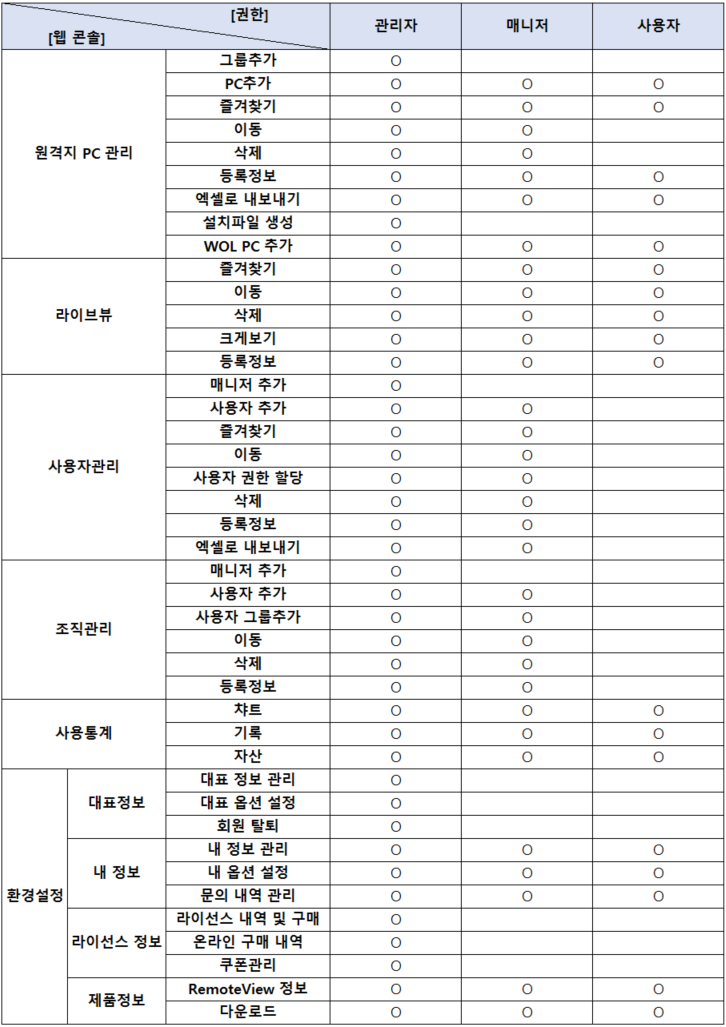 [권한]
[웹 콘솔]
관리자 매니저 사용자
원격지 PC 관리
그룹추가 O
PC추가 O O O
즐겨찾기 O O O
이동 O O
삭제 O O
등록정보 O O O
엑셀로 내보내기 O O O
설치파일 생성 O
WOL PC 추가 O O O
라이브뷰
즐겨찾기 O O O
이동 O O O
삭제 O O O
크게보기 O O O
등록정보 O O O
사용자관리
매니저 추가 O
사용자 추가 O O
즐겨찾기 O O
이동 O O
사용자 권한 할당 O O
삭제 O O
등록정보 O O
엑셀로 내보내기 O O
조직관리
매니저 추가 O
사용자 추가 O O
사용자 그룹추가 O O
이동 O O
삭제 O O
등록정보 O O
사용통계
챠트 O O O
기록 O O O
자산 O O O
환경설정
대표정보
대표 정보 관리 O
대표 옵션 설정 O
회원 탈퇴 O
내 정보
내 정보 관리 O O O
내 옵션 설정 O O O
문의 내역 관리 O O O
라이선스 정보
라이선스 내역 및 구매 O
온라인 구매 내역 O
쿠폰관리 O
제품정보
RemoteView 정보 O O O
다운로드 O O O